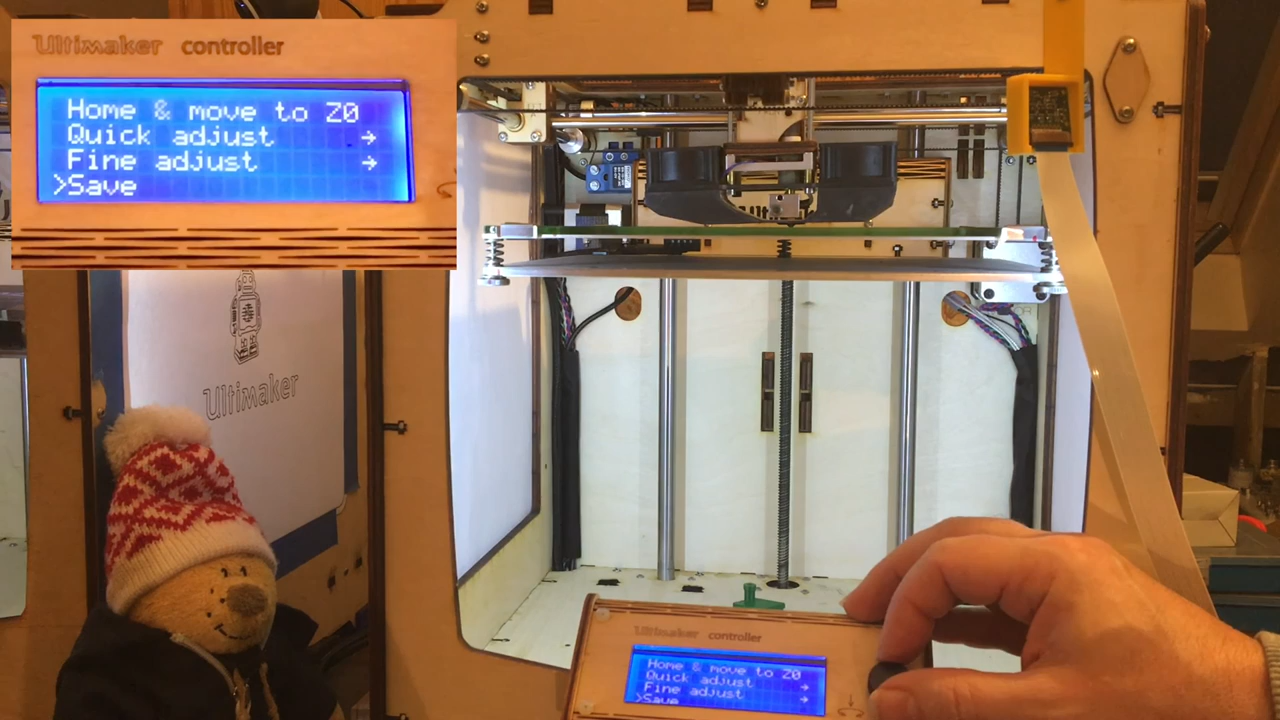 Ultimaker controller
Home & move to Z0
Quick adjust →
Fine adjust →
>Save
Ultimaker
Ultimaker controller
Home & move to Z0
Quick adjust →
Fine adjust →
>Save